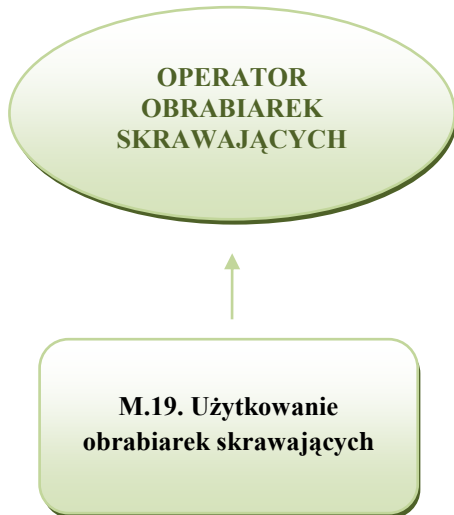 OPERATOR
OBRABIAREK
SKRAWAJĄCYCH
M.19. Użytkowanie
obrabiarek skrawających